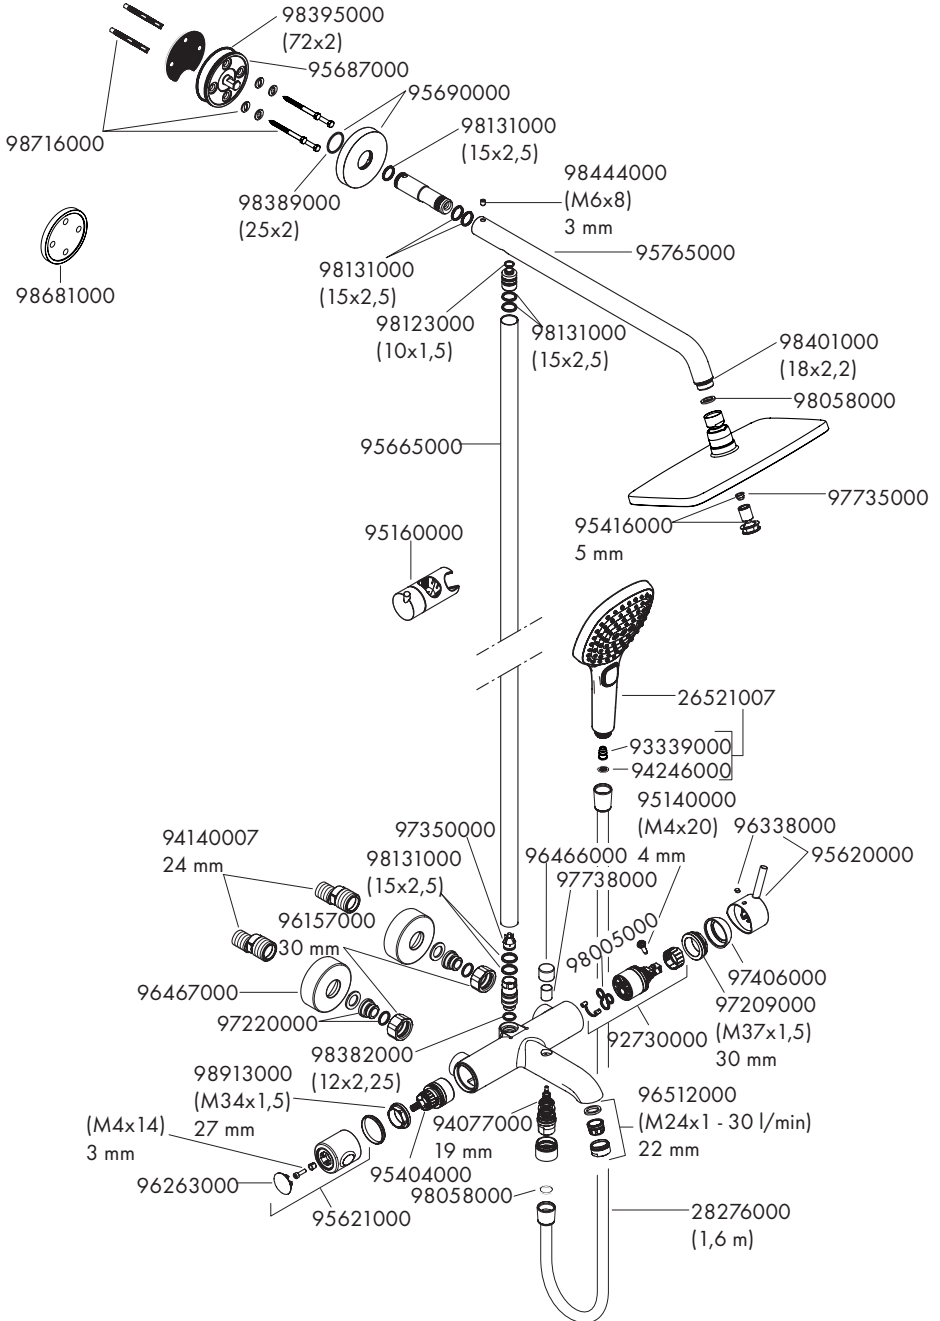 98395000
(72x2)
95687000
95690000
98131000
(15x2,5)
98716000
98444000
(M6x8)
3 mm
98389000
(25x2)
95765000
98131000
(15x2,5)
98681000
98123000
(10x1,5)
98131000
(15x2,5)
98401000
(18x2,2)
98058000
95665000
97735000
95416000
5 mm
95160000
26521007
93339000
94246000
95140000
(M4x20)
4 mm
96338000
95620000
97350000
94140007
24 mm
98131000
(15x2,5)
96466000
97738000
96157000
30 mm
98005000
97406000
96467000
97220000
97209000
(M37x1,5)
30 mm
92730000
98382000
(12x2,25)
98913000
(M34x1,5)
27 mm
96512000
(M24x1 - 30 l/min)
22 mm
94077000
19 mm
(M4x14)
3 mm
95404000
96263000
98058000
95621000
28276000
(1,6 m)